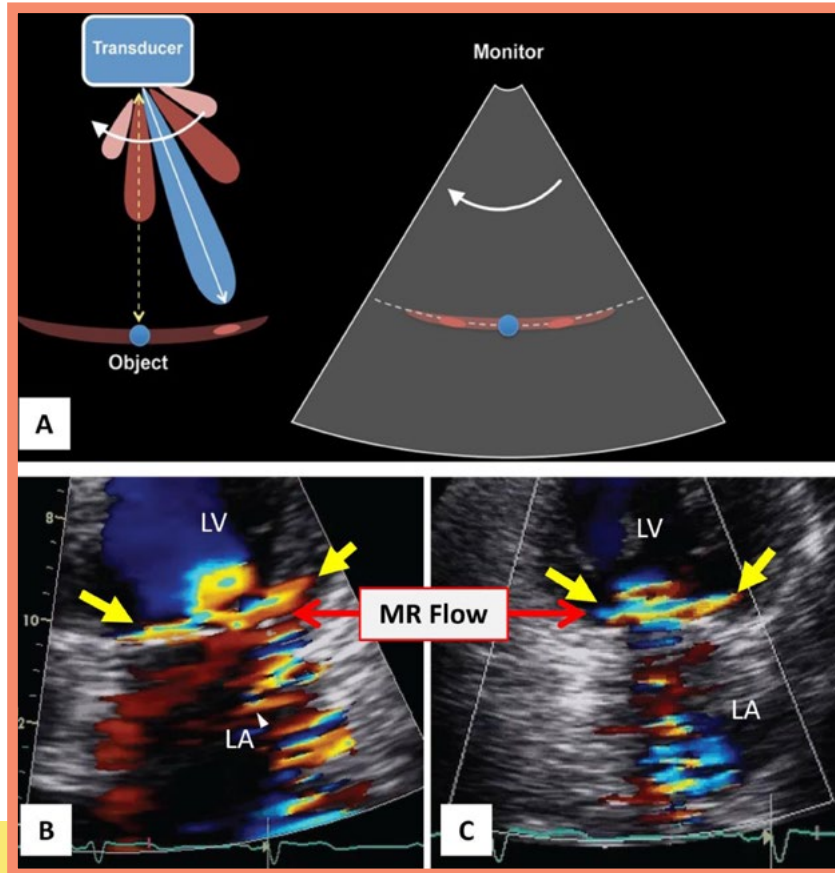 Transducer
Monitor
Object
A
8
LV
LV
10
MR Flow
2
LA
LA
B
C